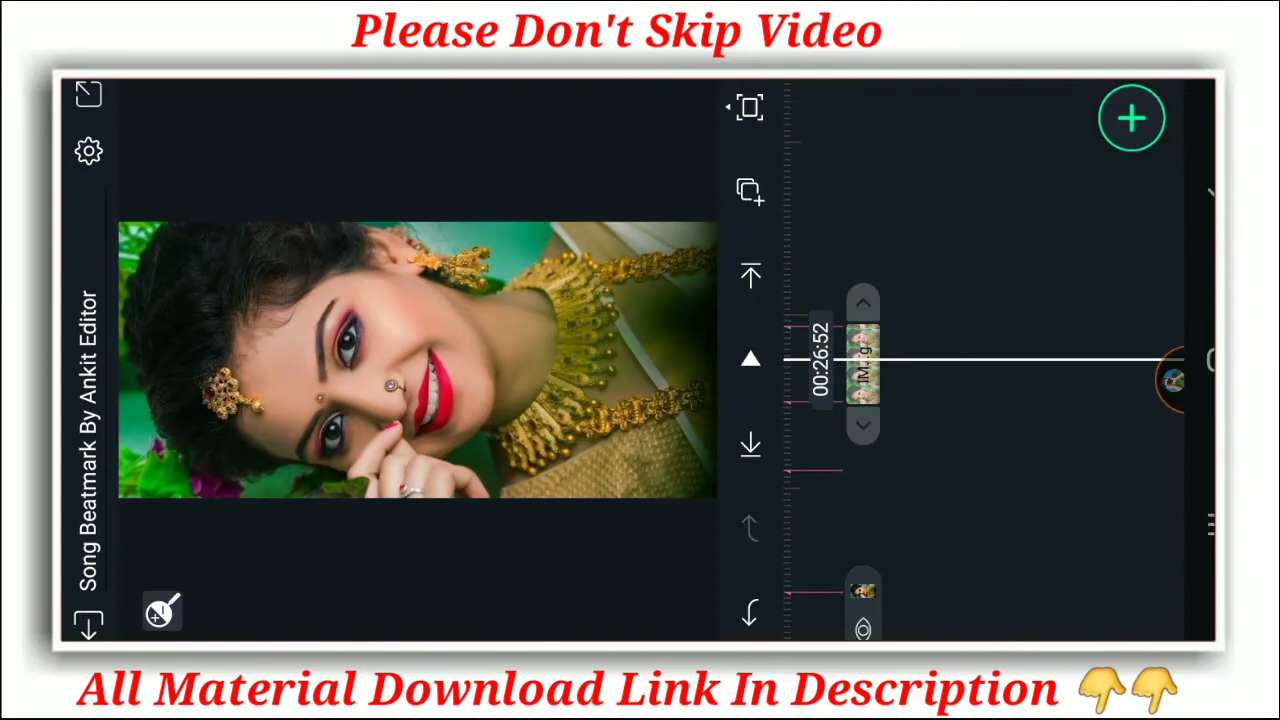 Please Don't Skip Video
Song Beatmark By Ankit Editor
00:26:52
All Material Download Link In Description 👇👇